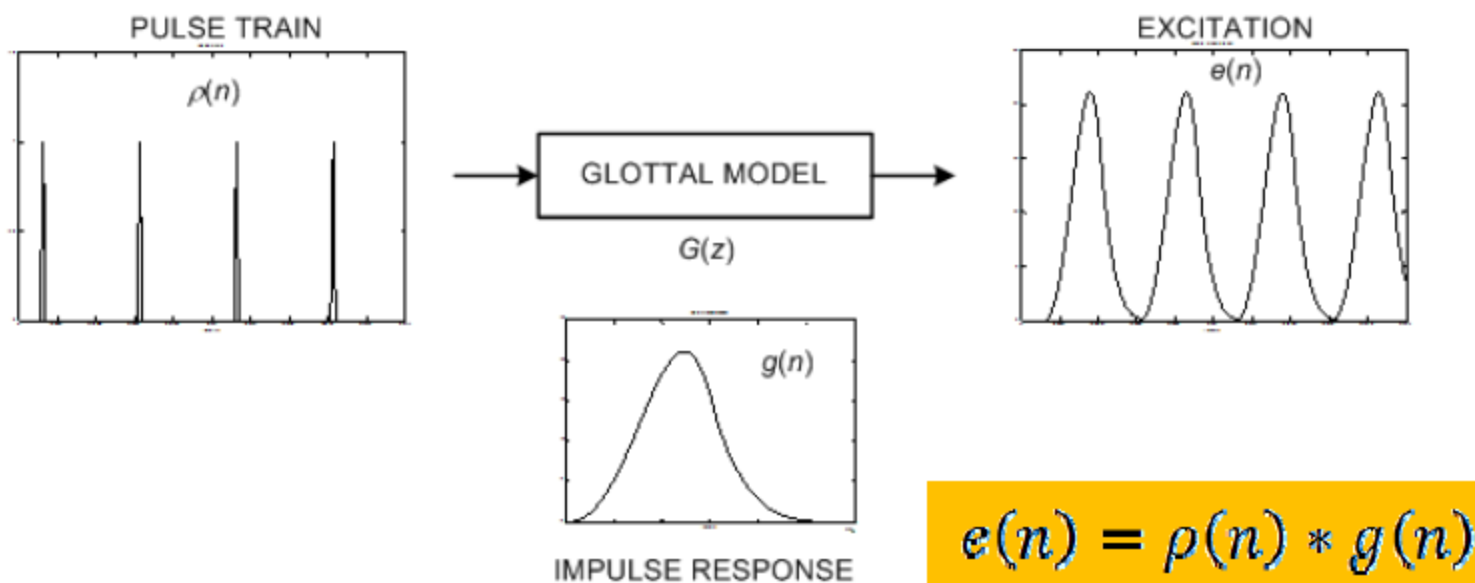 PULSE TRAIN
ρ(n)
GLOTTAL MODEL
G(z)
EXCITATION
e(n)
g(n)
IMPULSE RESPONSE
e(n) = ρ(n) * g(n)